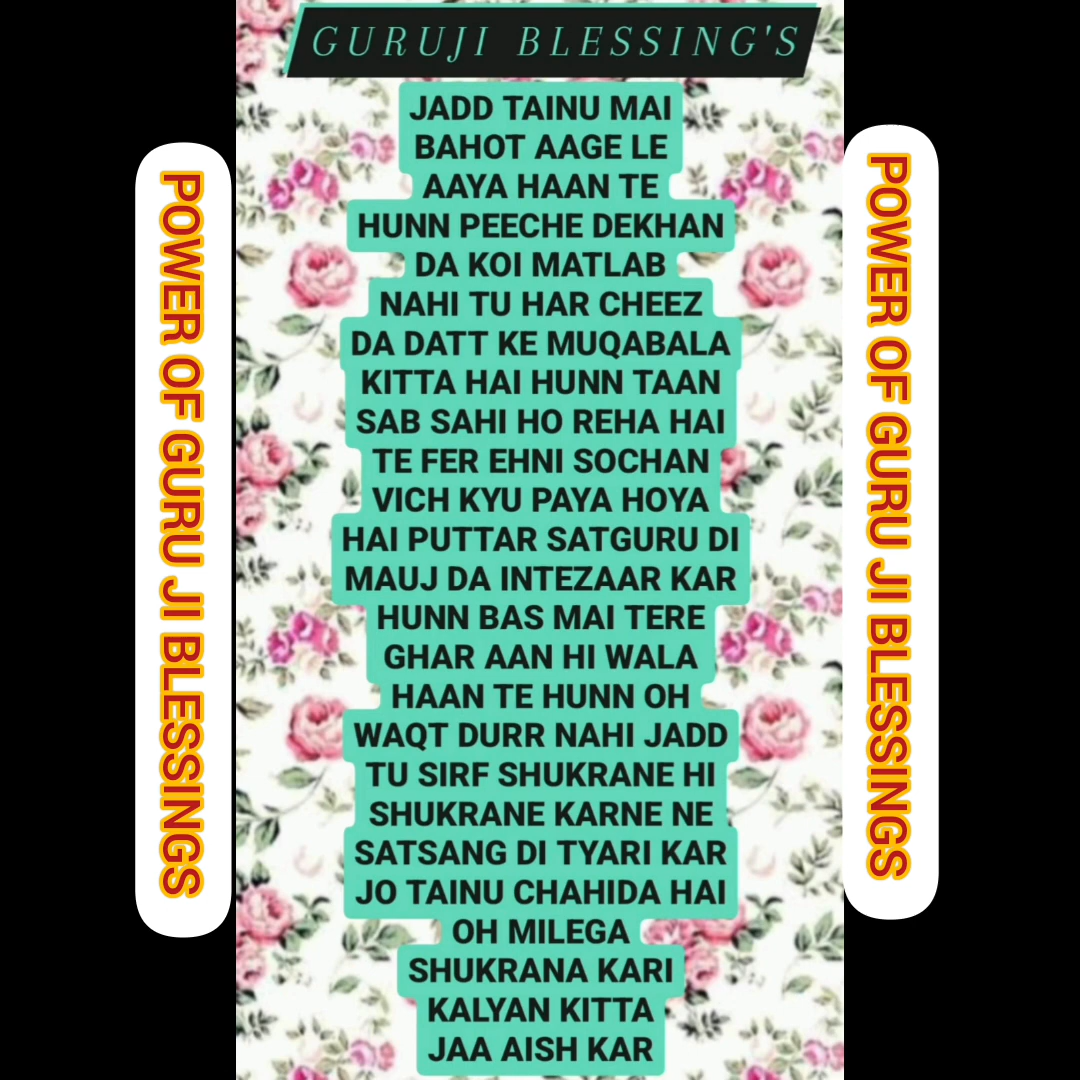 GURUJI BLESSING'S
JADD TAINU MAI
BAHOT AAGE LE
AAYA HAAN TE
HUNN PEECHE DEKHAN
DA KOI MATLAB
NAHI TU HAR CHEEZ
DA DATT KE MUQABALA
KITTA HAI HUNN TAAN
SAB SAHI HO REHA HAI
TE FER EHNI SOCHAN
VICH KYU PAYA HOYA
HAI PUTTAR SATGURU DI
MAUJ DA INTEZAAR KAR
HUNN BAS MAI TERE
GHAR AAN HI WALA
HAAN TE HUNN OH
WAQT DURR NAHI JADD
TU SIRF SHUKRANE HI
SHUKRANE KARNE NE
SATSANG DI TYARI KAR
JO TAINU CHAHIDA HAI
OH MILEGA
SHUKRANA KARI
KALYAN KITTA
JAA AISH KAR
POWER OF GURU JI BLESSINGS
POWER OF GURU JI BLESSINGS